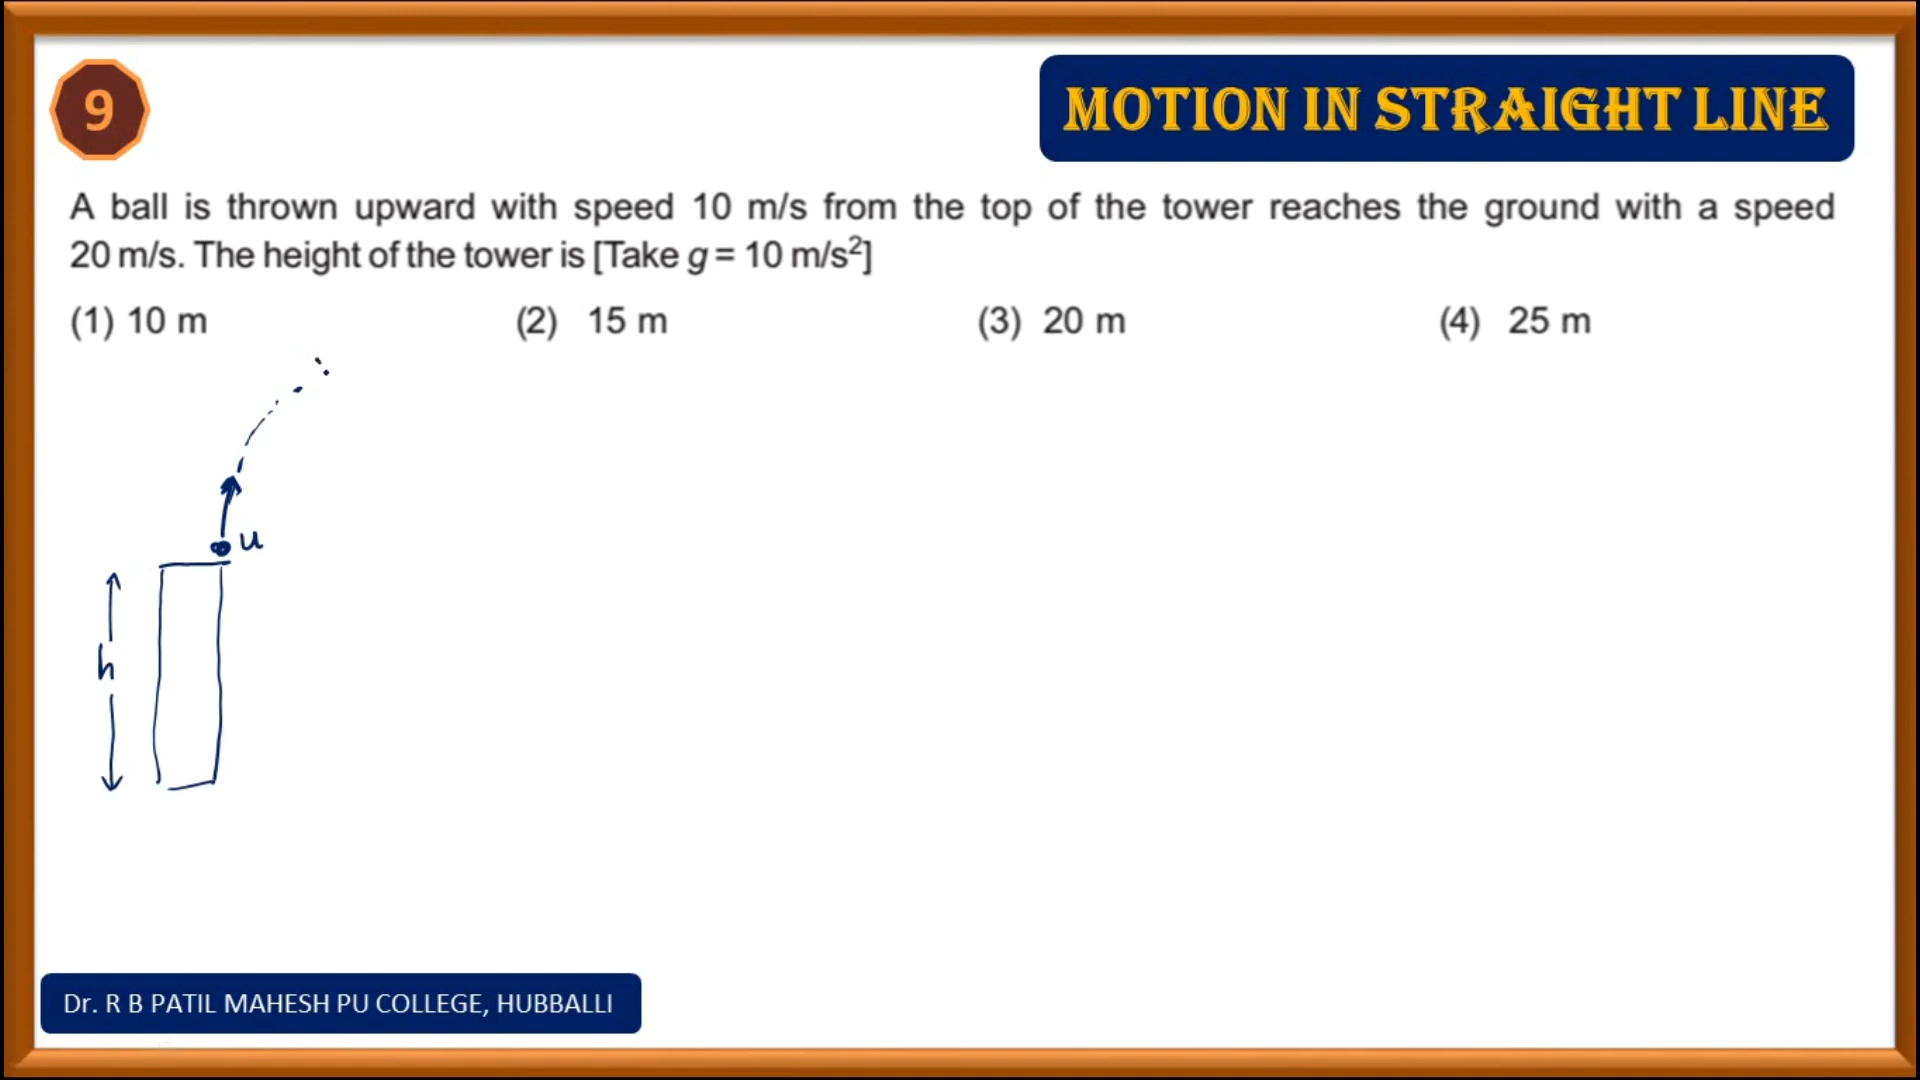 9
MOTION IN STRAIGHT LINE
A ball is thrown upward with speed 10 m/s from the top of the tower reaches the ground with a speed
20 m/s. The height of the tower is [Take g = 10 m/s²]
(1) 10 m (2) 15 m (3) 20 m (4) 25 m
u
h
Dr. R B PATIL MAHESH PU COLLEGE, HUBBALLI